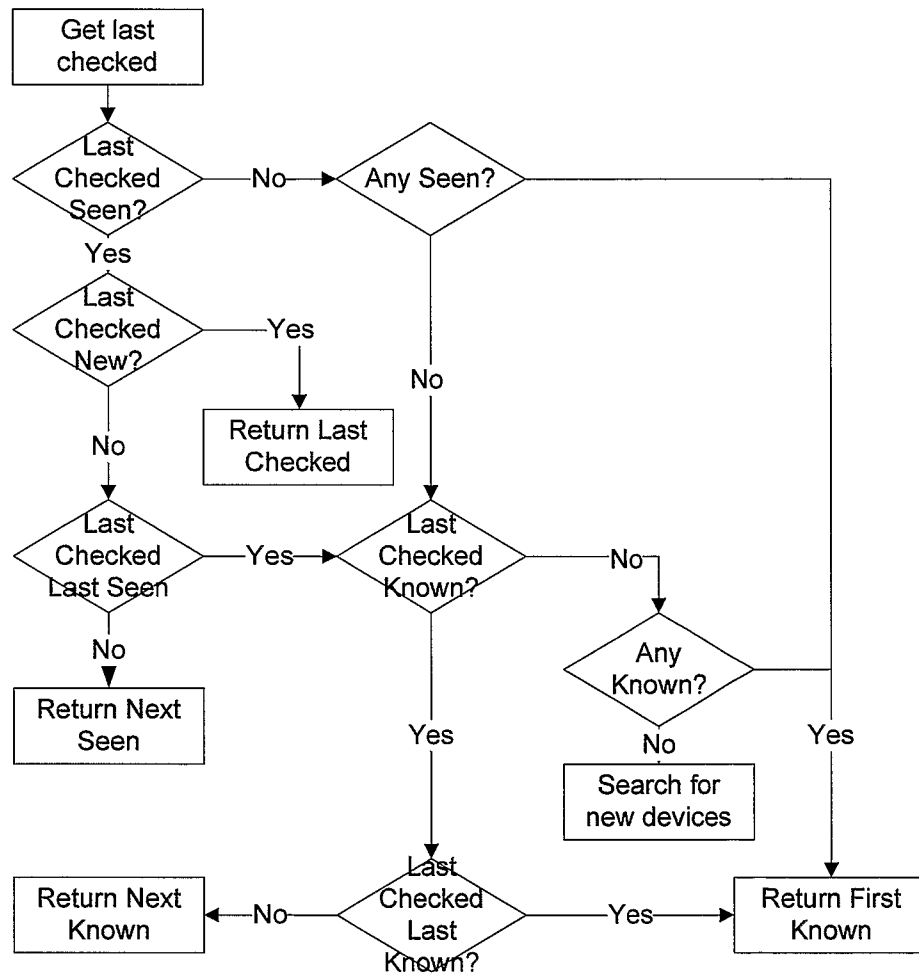 Get last
checked
Last
Checked
Seen?
No
Any Seen?
Yes
Last
Checked
New?
Yes
No
No
Return Last
Checked
Last
Checked
Last Seen
Yes
Last
Checked
Known?
No
No
Any
Known?
Return Next
Seen
Yes
No
Yes
Search for
new devices
Return Next
Known
No
Last
Checked
Last
Known?
Yes
Return First
Known